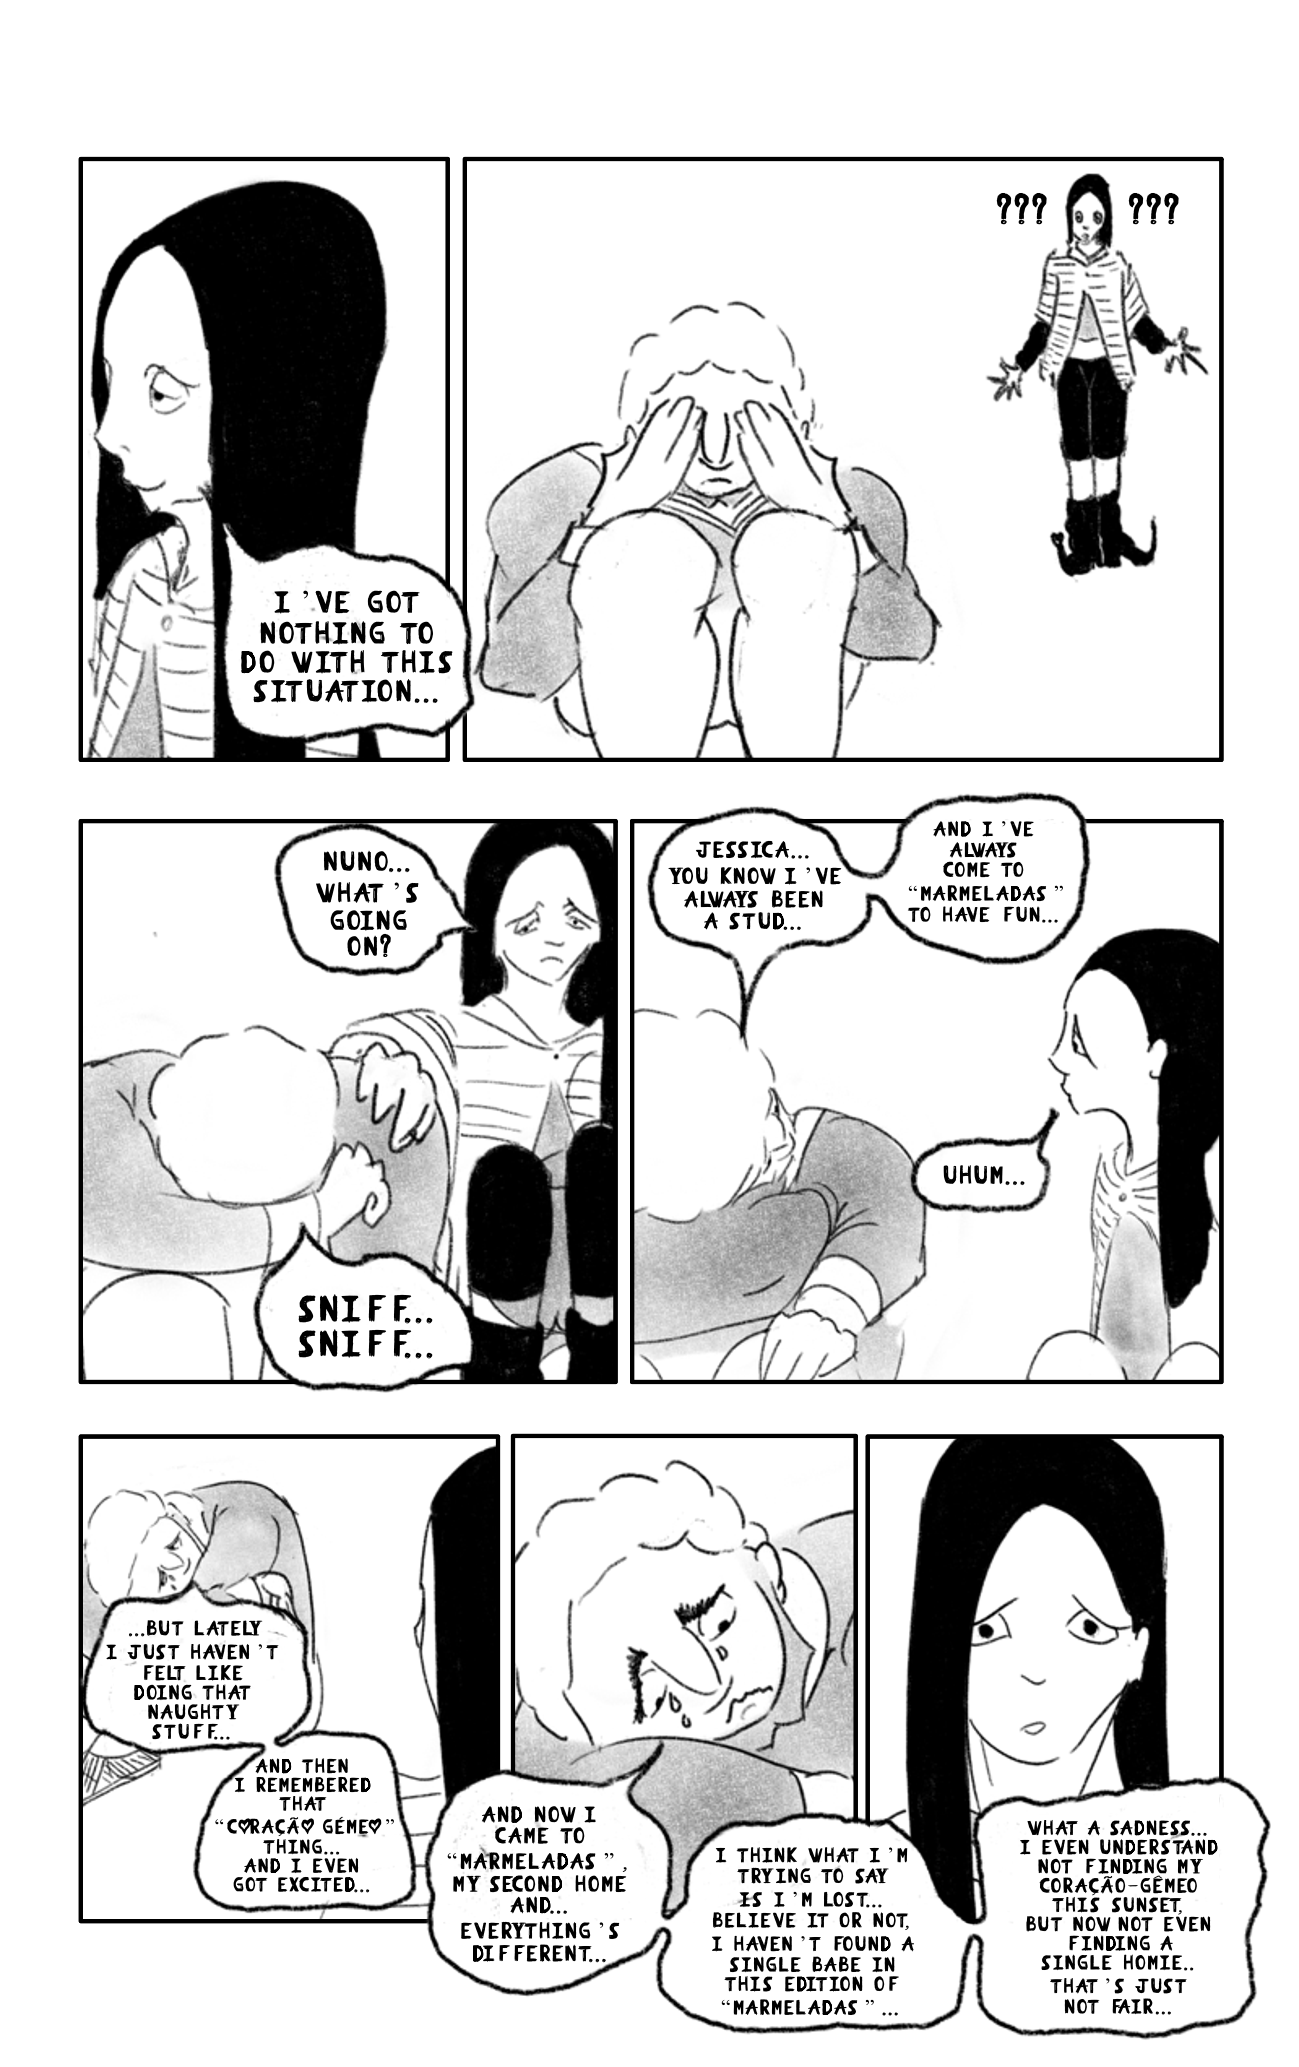 I'VE GOT
NOTHING TO
DO WITH THIS
SITUATION...
??? ???
NUNO...
WHAT'S
GOING
ON?
SNIFF...
SNIFF...
JESSICA...
YOU KNOW I'VE
ALWAYS BEEN
A STUD...
AND I'VE
ALWAYS
COME TO
“MARMELADAS”
TO HAVE FUN...
UHUM...
...BUT LATELY
I JUST HAVEN'T
FELT LIKE
DOING THAT
NAUGHTY
STUFF...
AND THEN
I REMEMBERED
THAT
“C♡RAÇÃ♡ GÉME♡”
THING...
AND I EVEN
GOT EXCITED...
AND NOW I
CAME TO
“MARMELADAS”,
MY SECOND HOME
AND...
EVERYTHING'S
DIFFERENT...
I THINK WHAT I'M
TRYING TO SAY
IS I'M LOST...
BELIEVE IT OR NOT,
I HAVEN'T FOUND A
SINGLE BABE IN
THIS EDITION OF
“MARMELADAS”...
WHAT A SADNESS...
I EVEN UNDERSTAND
NOT FINDING MY
CORAÇÃO-GÊMEO
THIS SUNSET,
BUT NOW NOT EVEN
FINDING A
SINGLE HOMIE..
THAT'S JUST
NOT FAIR...